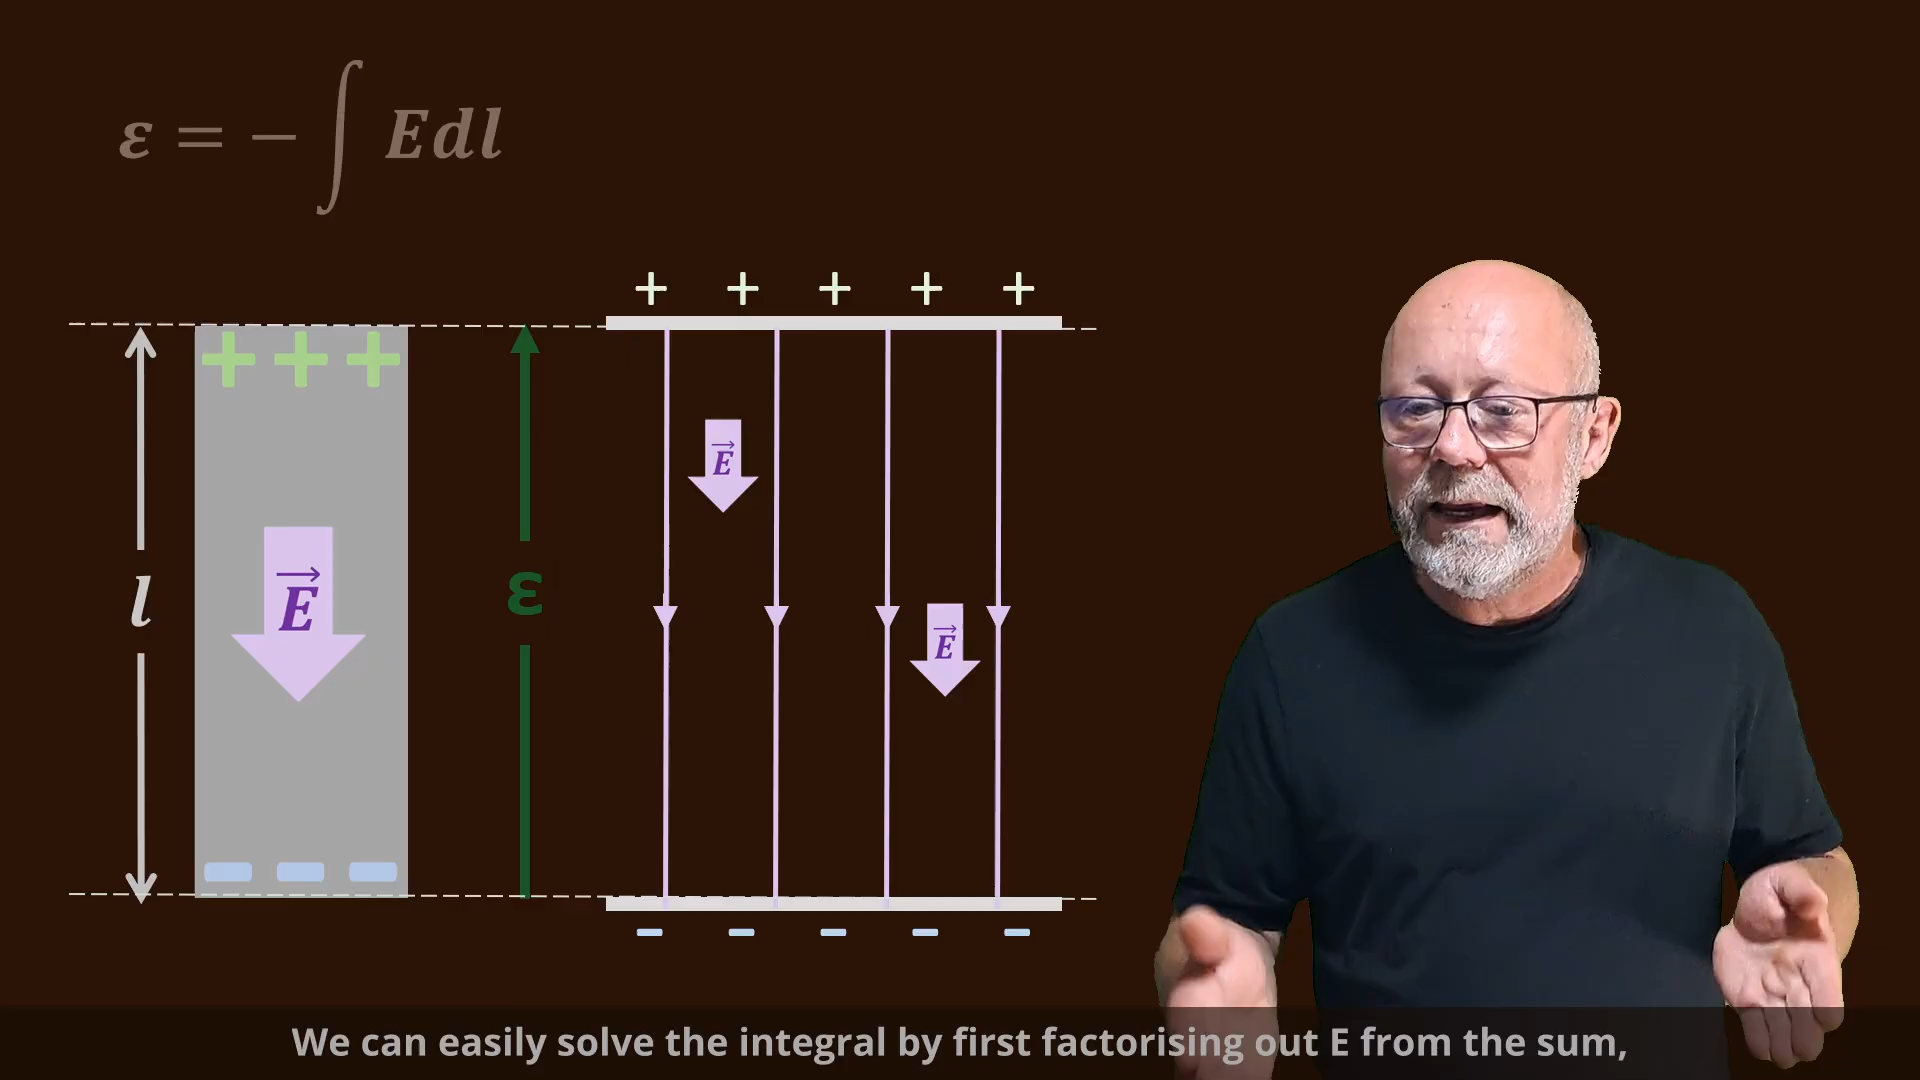 ε = − ∫ Edl
+ + + + +
+ + +
E⃗
E⃗
l
ε
E⃗
− − −
− − − − −
We can easily solve the integral by first factorising out E from the sum,